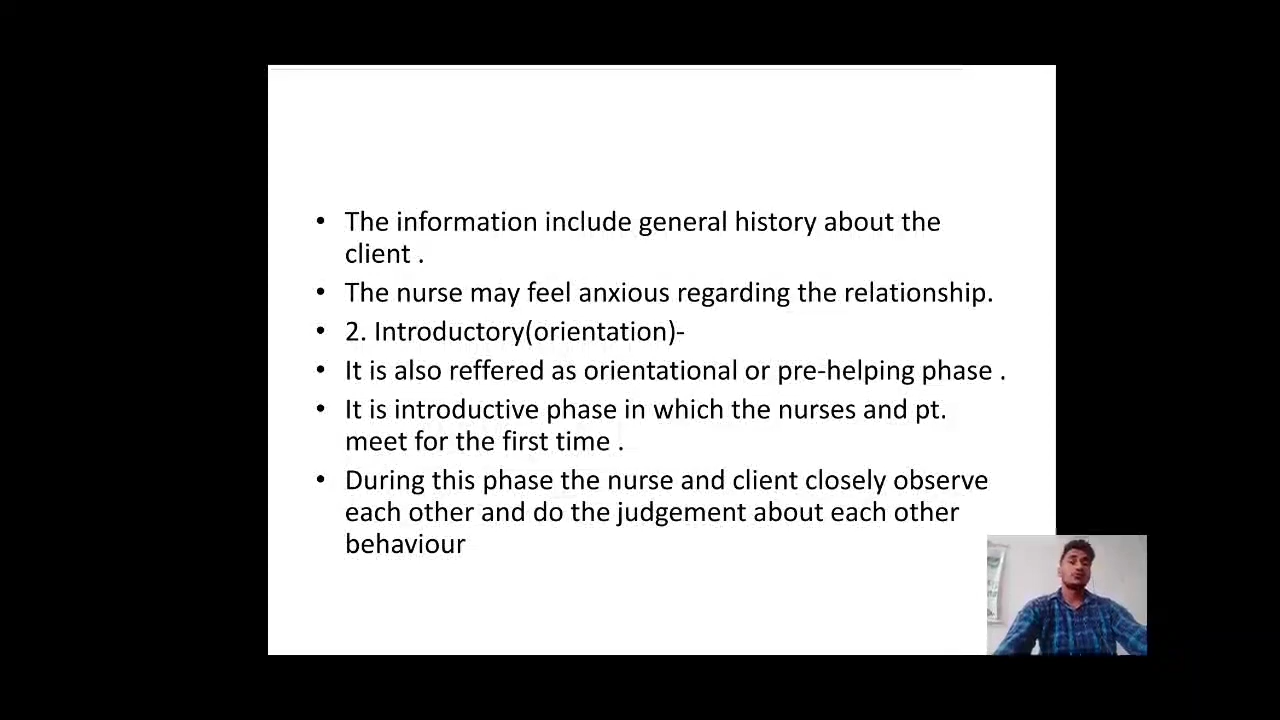 • The information include general history about the
client .
• The nurse may feel anxious regarding the relationship.
• 2. Introductory(orientation)-
• It is also reffered as orientational or pre-helping phase .
• It is introductive phase in which the nurses and pt.
meet for the first time .
• During this phase the nurse and client closely observe
each other and do the judgement about each other
behaviour